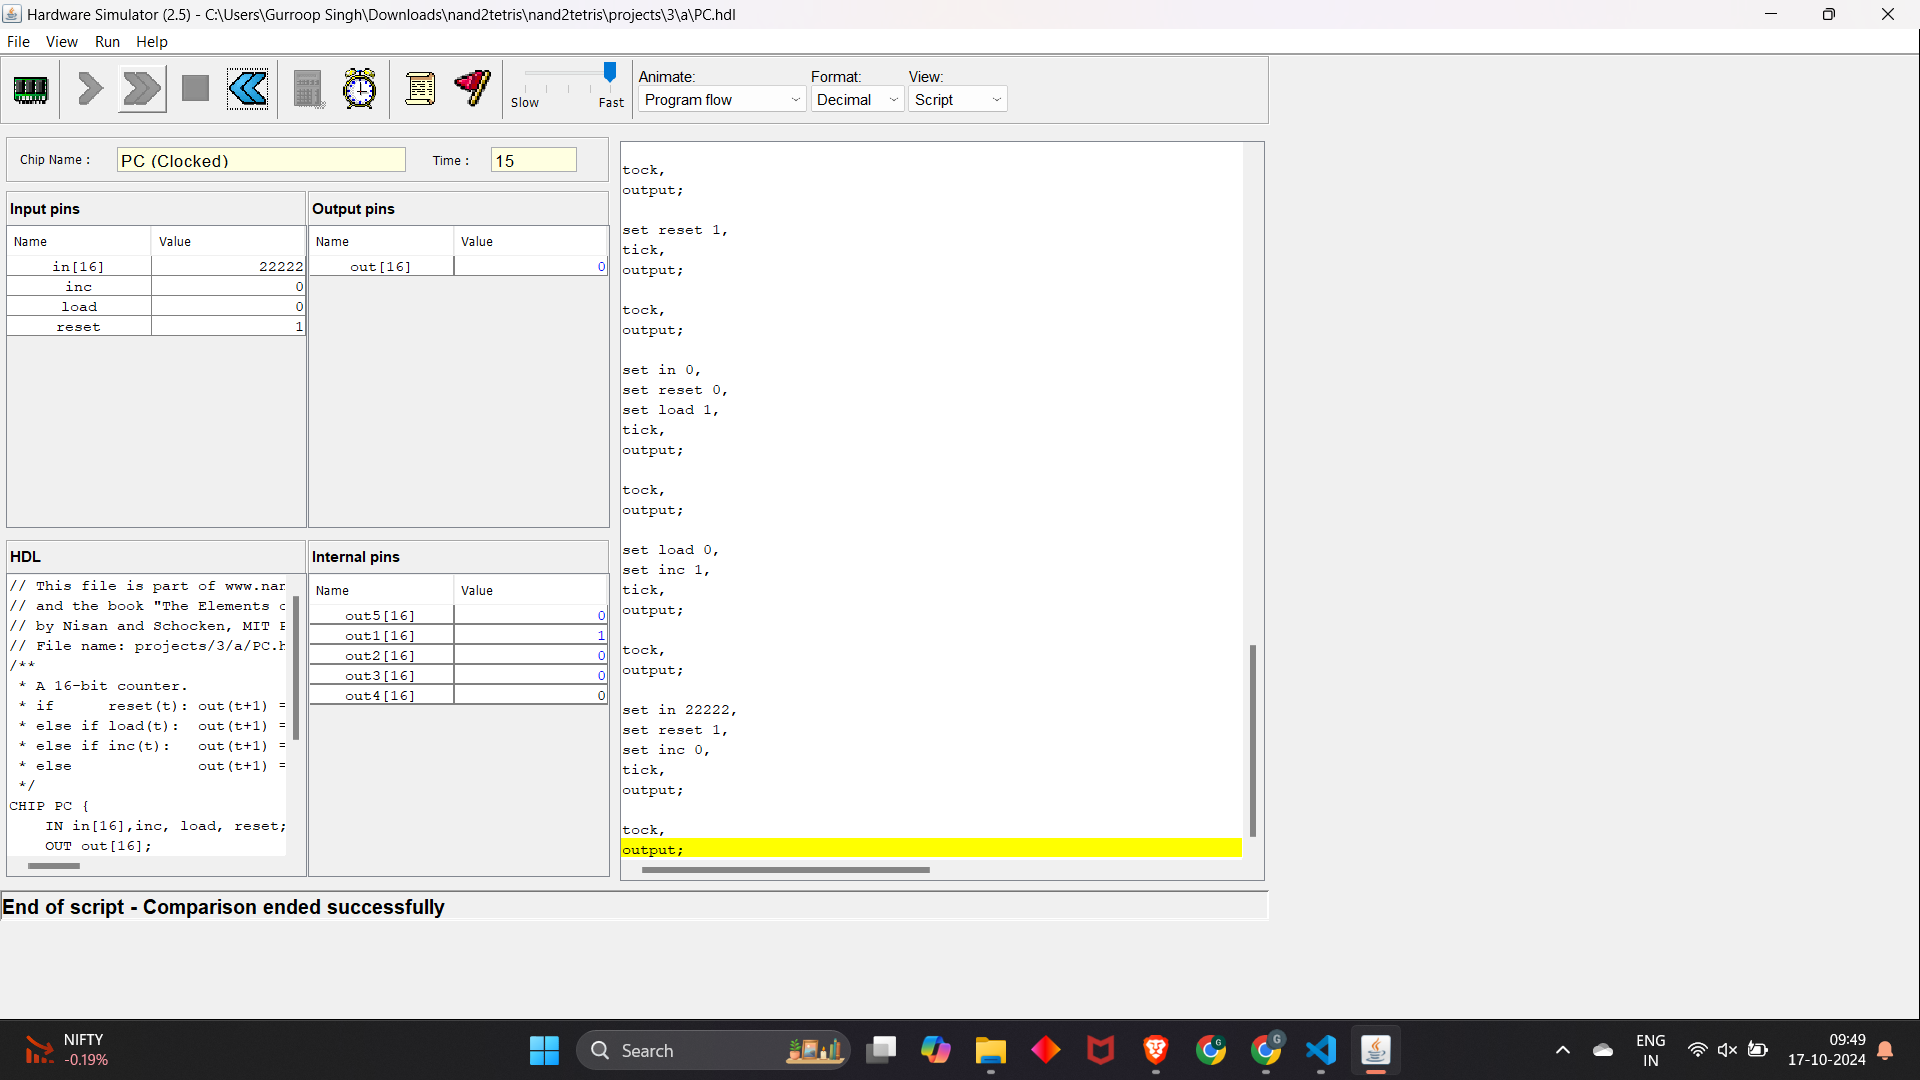 Hardware Simulator (2.5) - C:\Users\Gurroop Singh\Downloads\nand2tetris\nand2tetris\projects\3\a\PC.hdl
File View Run Help
Slow Fast
Animate: Format: View:
Program flow Decimal Script
Chip Name : PC (Clocked) Time : 15
Input pins
Name Value
in[16] 22222
inc 0
load 0
reset 1
Output pins
Name Value
out[16] 0
HDL
// This file is part of www.nan
// and the book "The Elements o
// by Nisan and Schocken, MIT P
// File name: projects/3/a/PC.h
/**
* A 16-bit counter.
* if reset(t): out(t+1) =
* else if load(t): out(t+1) =
* else if inc(t): out(t+1) =
* else out(t+1) =
*/
CHIP PC {
IN in[16],inc, load, reset;
OUT out[16];
Internal pins
Name Value
out5[16] 0
out1[16] 1
out2[16] 0
out3[16] 0
out4[16] 0
tock,
output;
set reset 1,
tick,
output;
tock,
output;
set in 0,
set reset 0,
set load 1,
tick,
output;
tock,
output;
set load 0,
set inc 1,
tick,
output;
tock,
output;
set in 22222,
set reset 1,
set inc 0,
tick,
output;
tock,
output;
End of script - Comparison ended successfully
NIFTY
-0.19%
Search
G
G
ENG
IN
09:49
17-10-2024